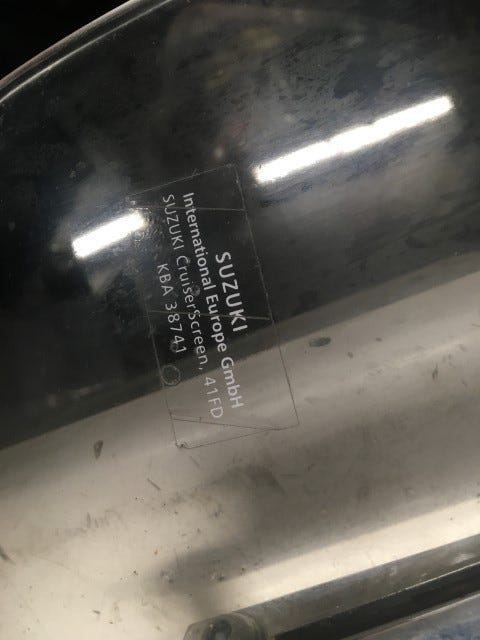 SUZUKI
International Europe GmbH
SUZUKI CruiserScreen, 41FD
KBA 38741